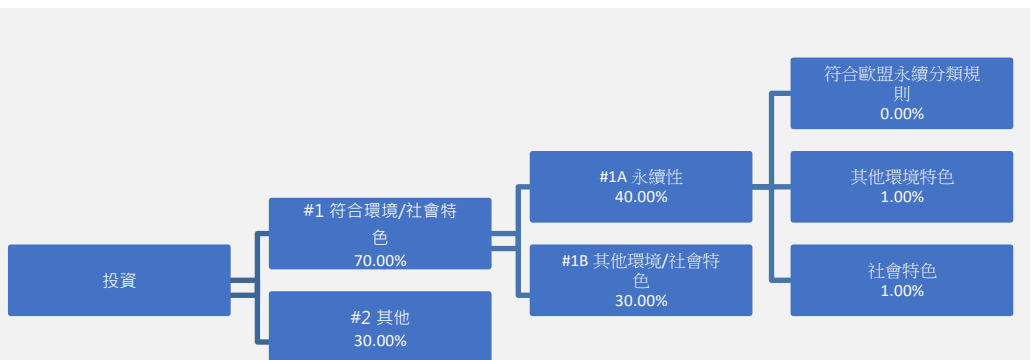 投資
#1 符合環境/社會特
色
70.00%
#2 其他
30.00%
#1A 永續性
40.00%
#1B 其他環境/社會特
色
30.00%
符合歐盟永續分類規
則
0.00%
其他環境特色
1.00%
社會特色
1.00%